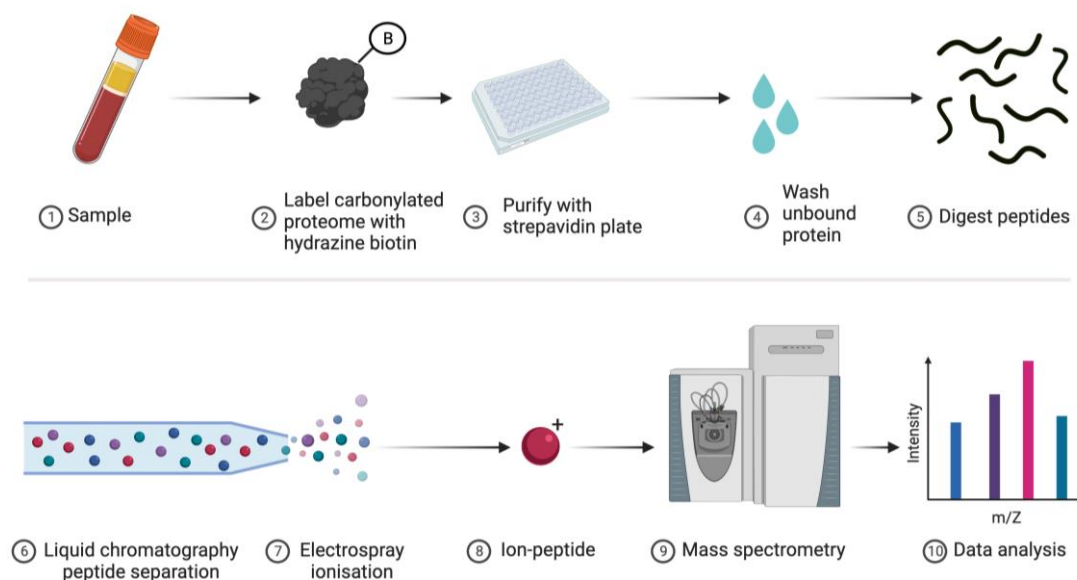 B
① Sample
② Label carbonylated
proteome with
hydrazine biotin
③ Purify with
strepavidin plate
④ Wash
unbound
protein
⑤ Digest peptides
+
Intensity
m/Z
⑥ Liquid chromatography
peptide separation
⑦ Electrospray
ionisation
⑧ Ion-peptide
⑨ Mass spectrometry
⑩ Data analysis